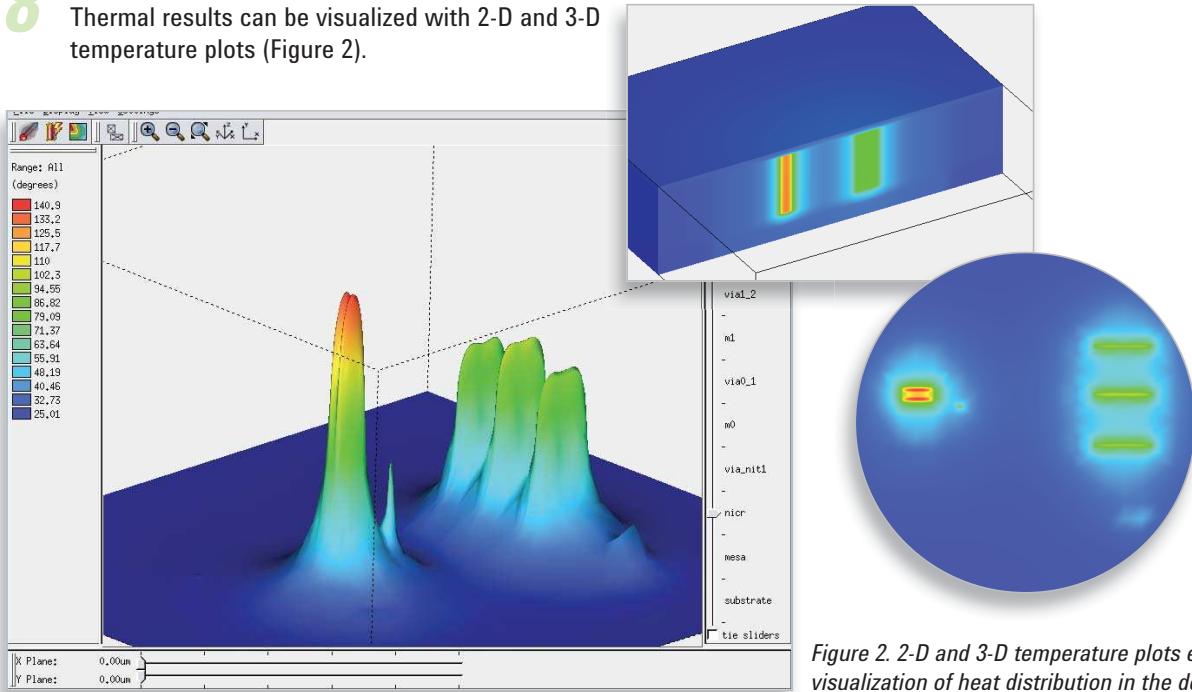 8
Thermal results can be visualized with 2-D and 3-D
temperature plots (Figure 2).
Range: All
(degrees)
140.9
133.2
125.5
117.7
110
102.3
94.55
86.82
79.09
71.37
63.64
55.91
48.19
40.46
32.73
25.01
via1_2
-
m1
-
via0_1
-
m0
-
via_nit1
-
nicr
-
mesa
-
substrate
-
tie sliders
X Plane: 0.00um
Y Plane: 0.00um
Figure 2. 2-D and 3-D temperature plots e
visualization of heat distribution in the de